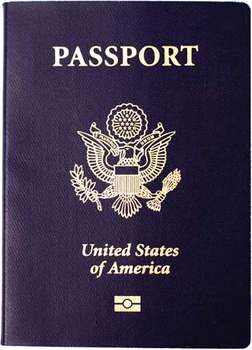 PASSPORT
United States
of America